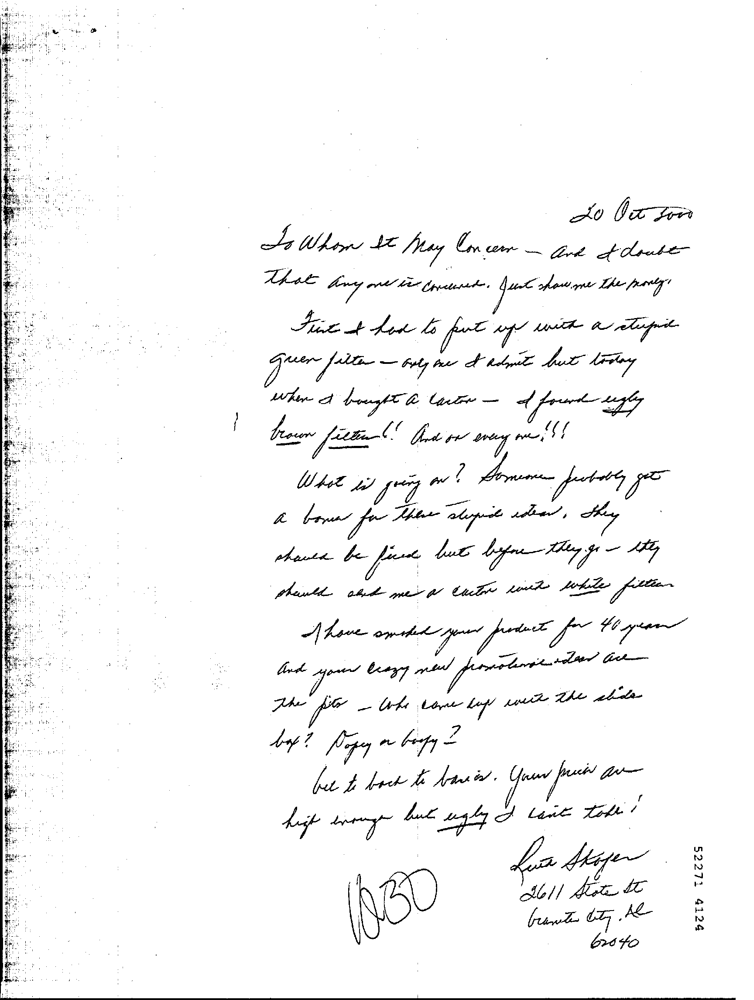 20 Oct 2000
To Whom It May Concern – and I doubt
that any one is concerned. Just show me the money.
First I had to put up with a stupid
green filter – only one I admit but today
when I bought a carton – I found ugly
brown filters!! And on every one!!!
What is going on? Someone probably got
a bonus for these stupid ideas. They
should be fired but before they go – they
should send me a carton with white filters
I have smoked your product for 40 years
and your crazy new promotional ideas are
the pits – Who came up with the slide
box? Dopey or Goofy?
Get back to basics. Your prices are
high enough but ugly I can't take!
Ruth
2611 State St
Granite City, Il
62040
52271 4124